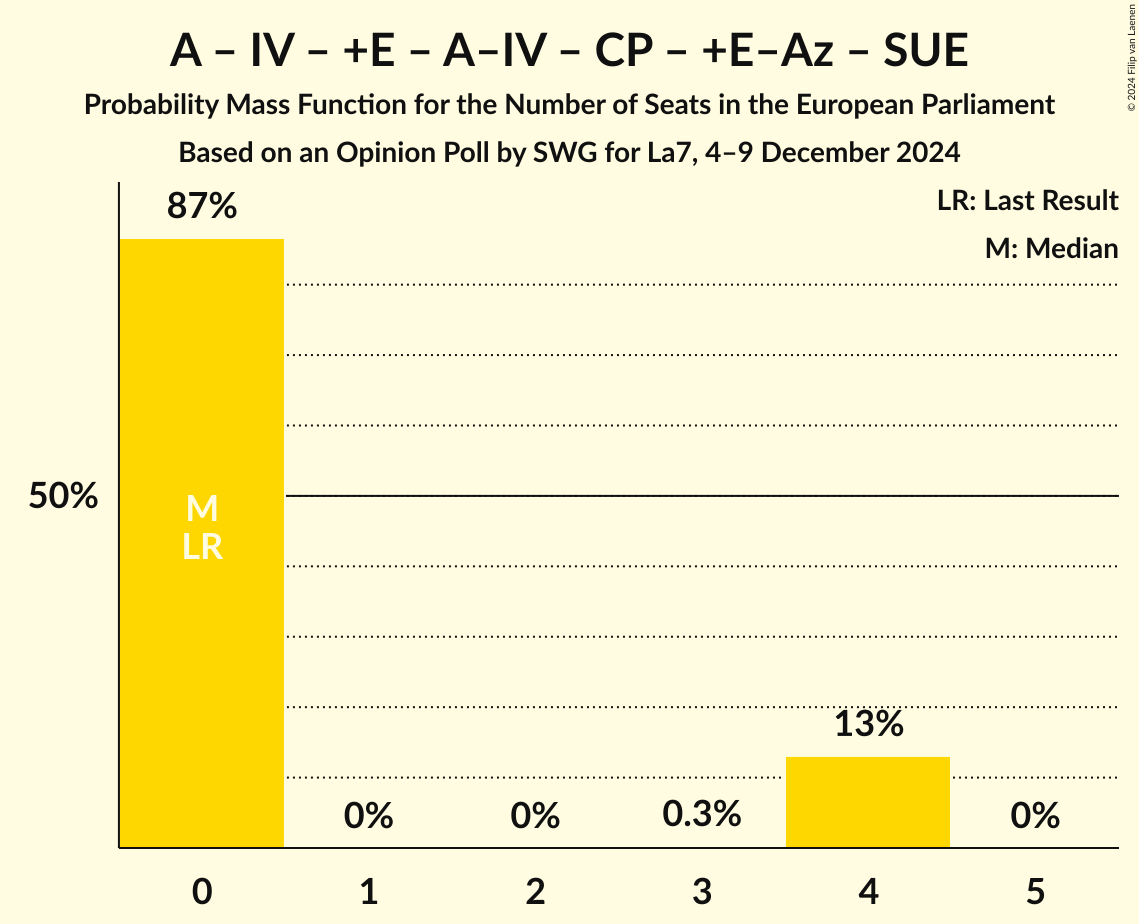 A – IV – +E – A–IV – CP – +E–Az – SUE
Probability Mass Function for the Number of Seats in the European Parliament
Based on an Opinion Poll by SWG for La7, 4–9 December 2024
© 2024 Filip van Laenen
LR: Last Result
M: Median
87%
50%
M
LR
13%
0%
0%
0.3%
0%
0
1
2
3
4
5